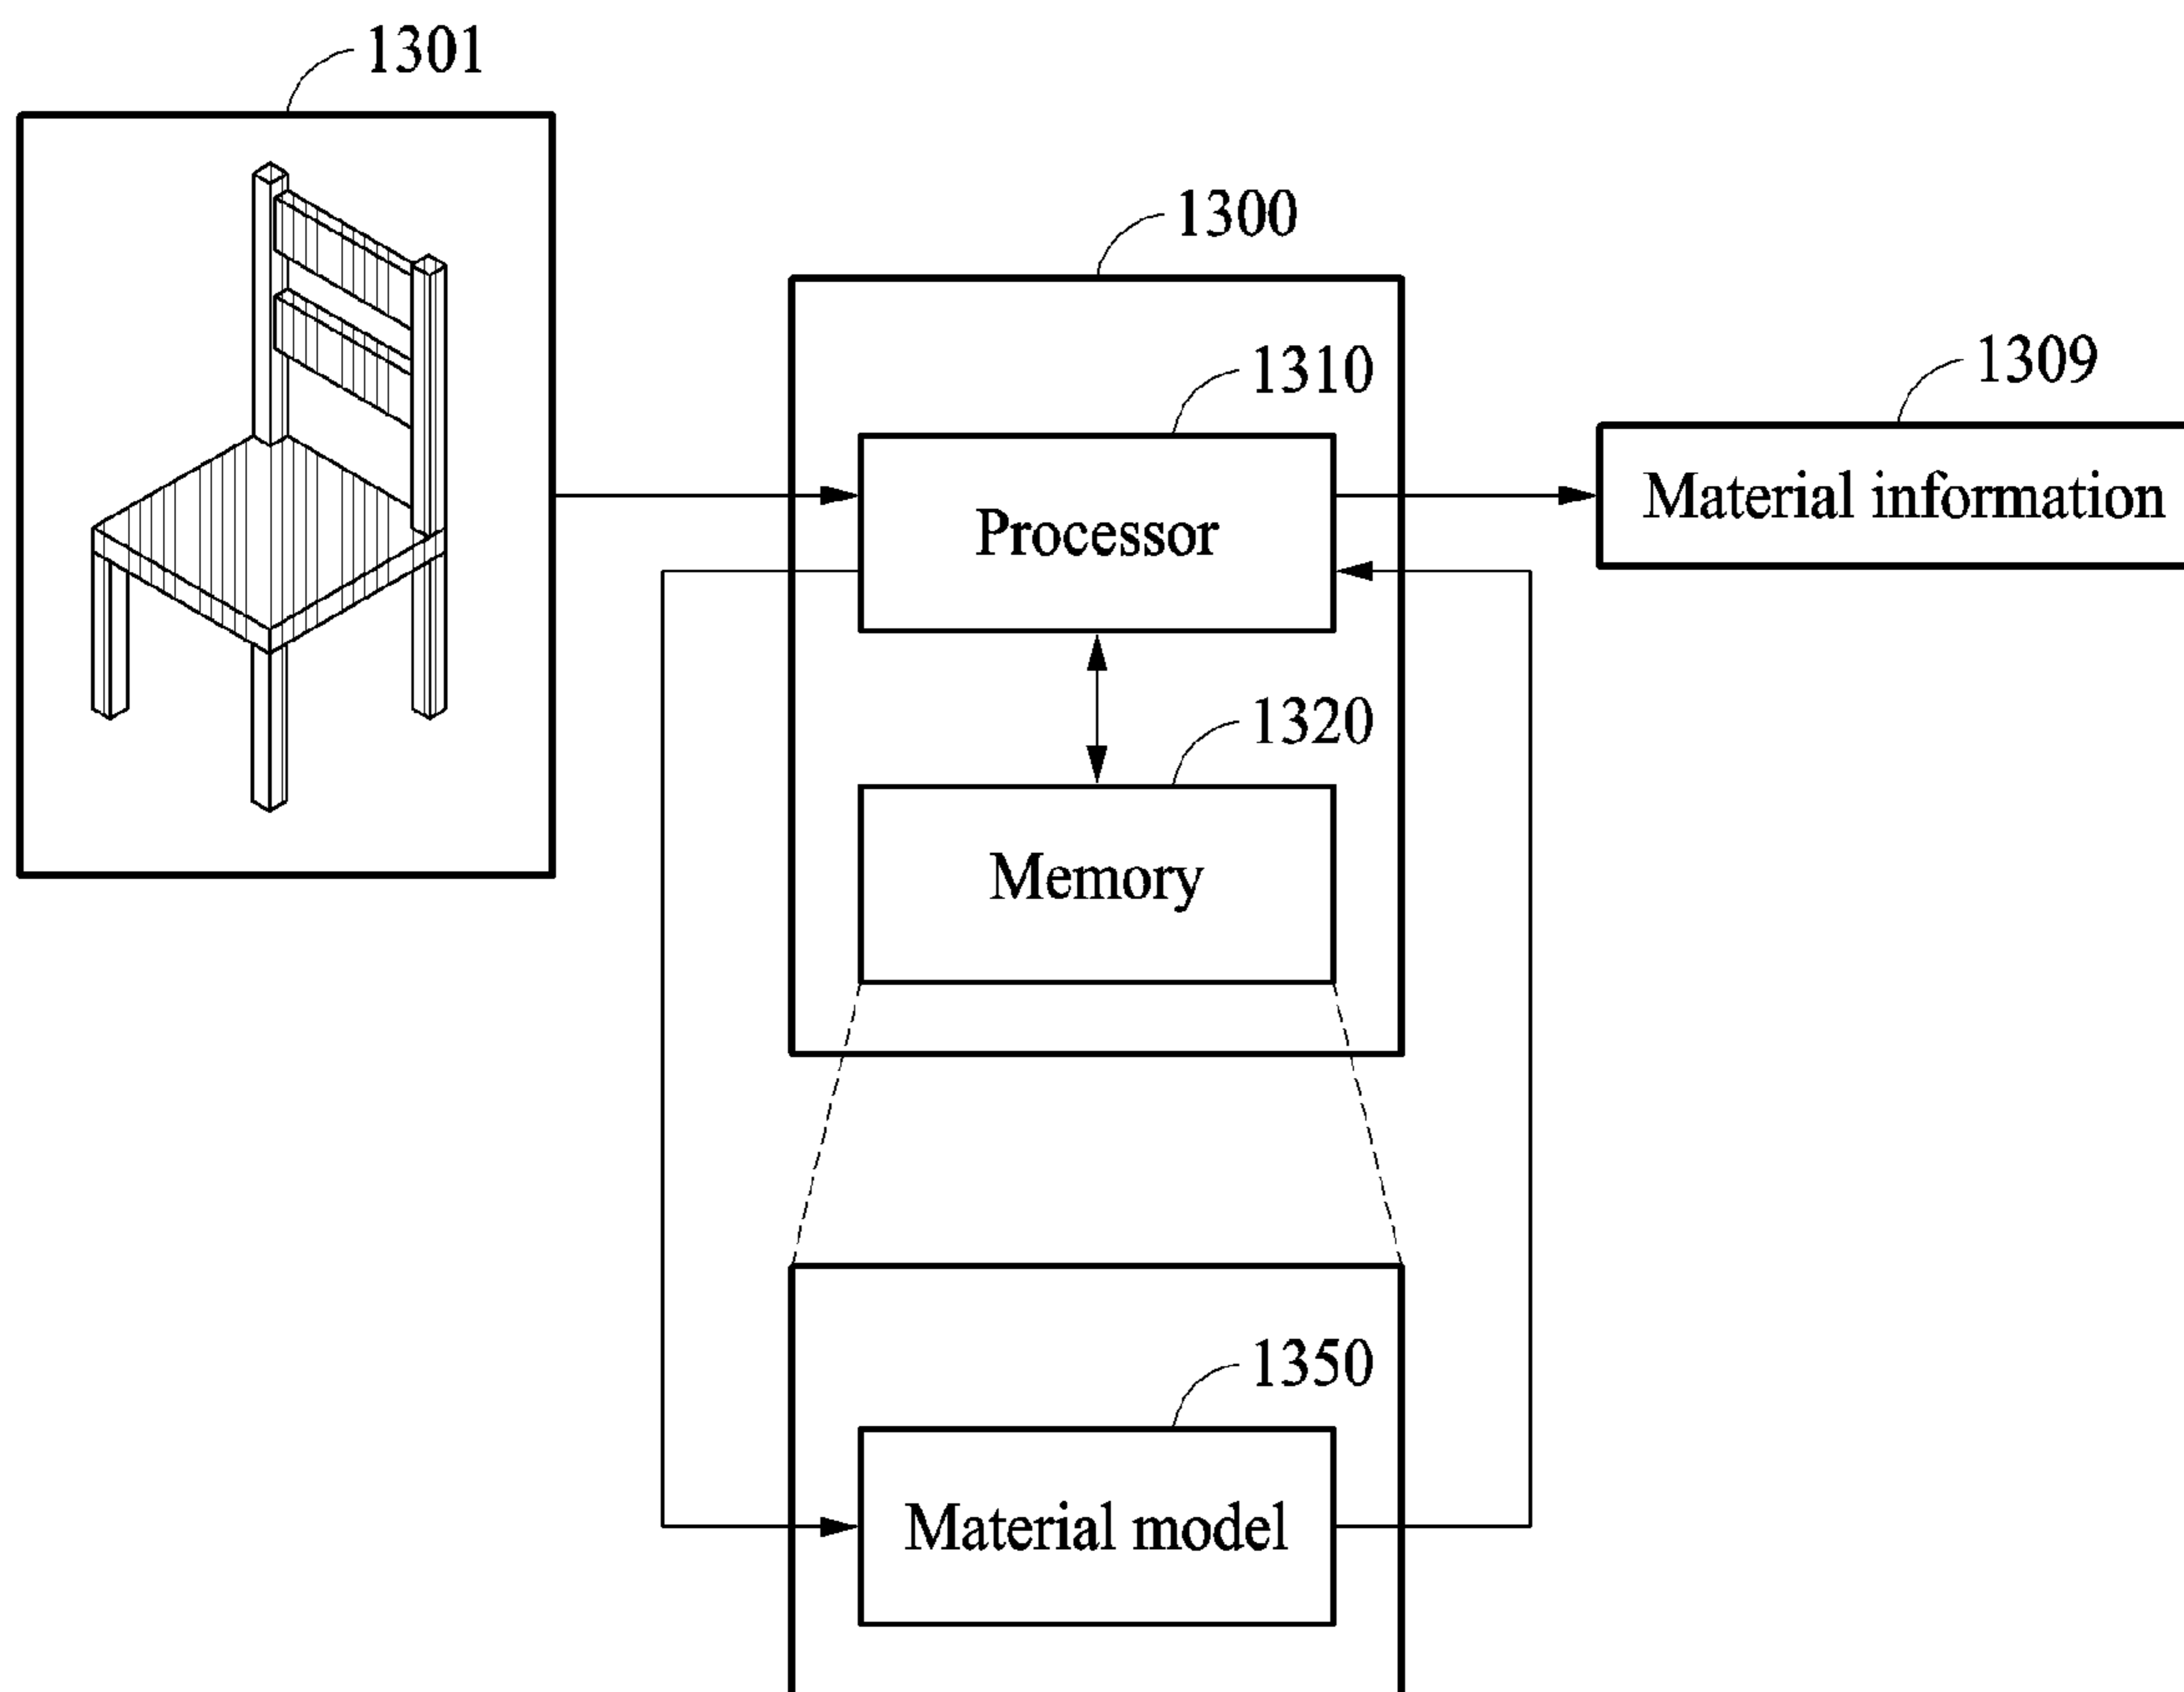 1301
1300
1310
1309
Processor
Material information
1320
Memory
1350
Material model